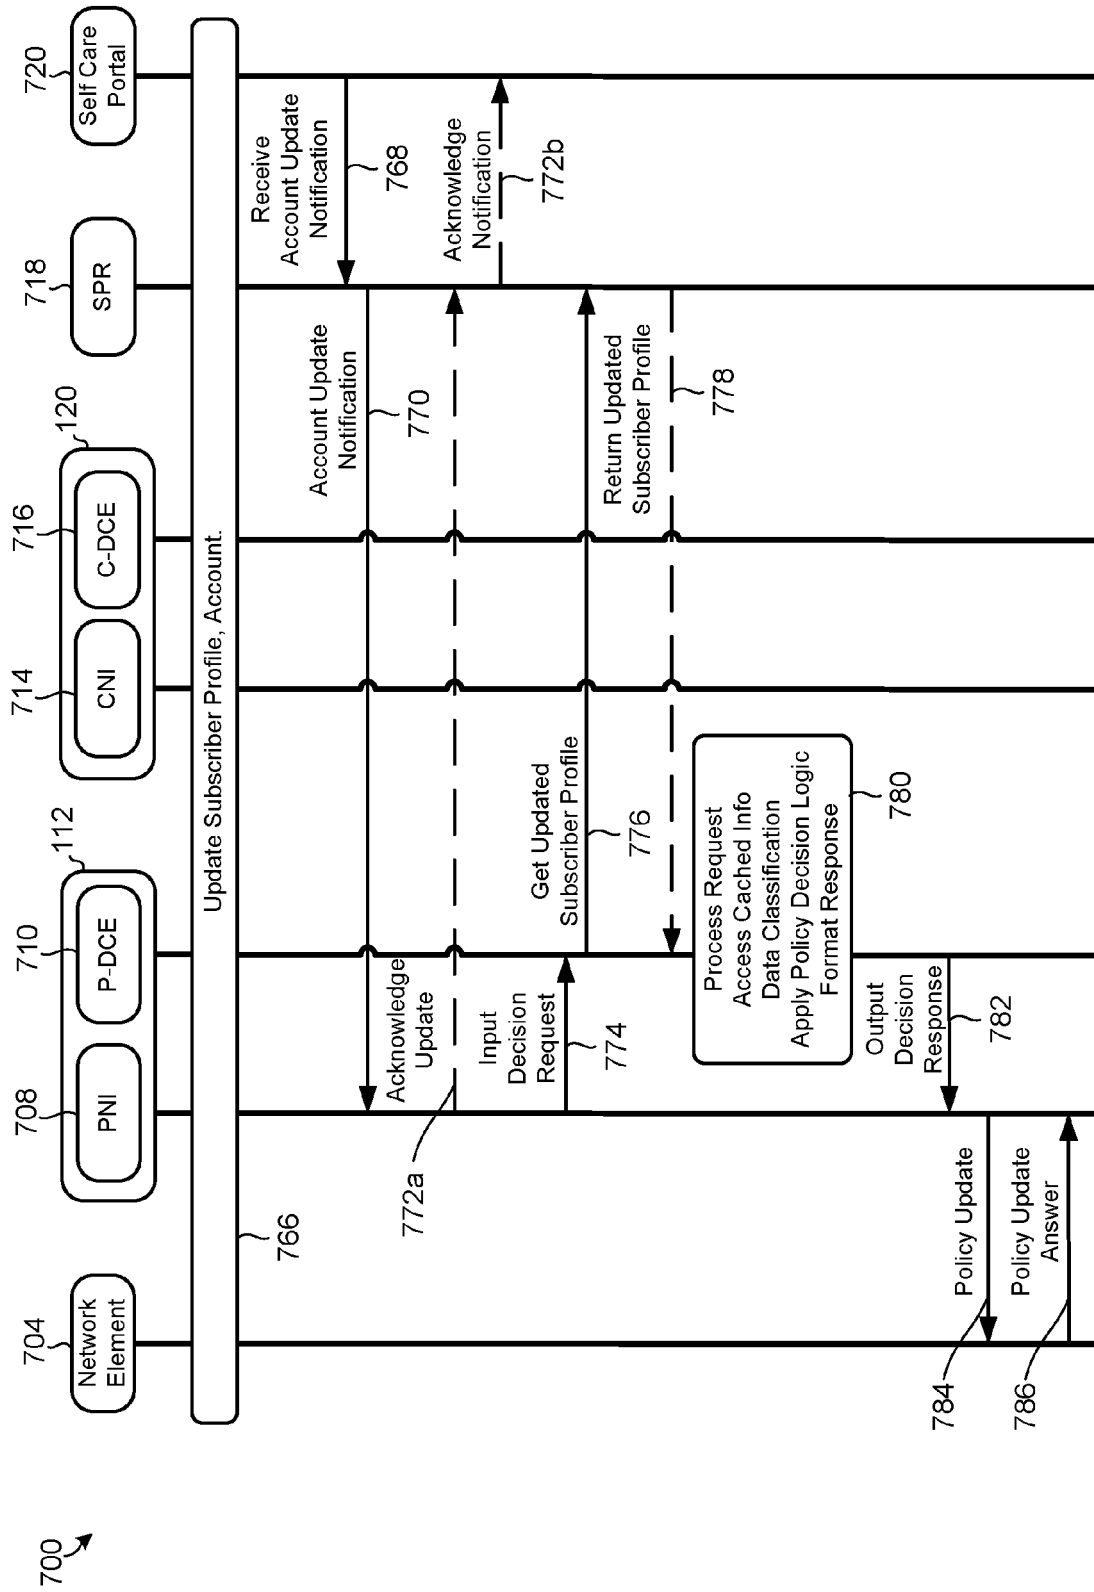 700
704
Network
Element
708
PNI
710
P-DCE
112
714
CNI
716
C-DCE
120
718
SPR
720
Self Care
Portal
Update Subscriber Profile, Account.
766
Receive
Account Update
Notification
768
Account Update
Notification
770
Acknowledge
Update
772a
Acknowledge
Notification
772b
Input
Decision
Request
774
Get Updated
Subscriber Profile
776
Return Updated
Subscriber Profile
778
Process Request
Access Cached Info
Data Classification
Apply Policy Decision Logic
Format Response
780
Output
Decision
Response
782
Policy Update
784
Policy Update
Answer
786